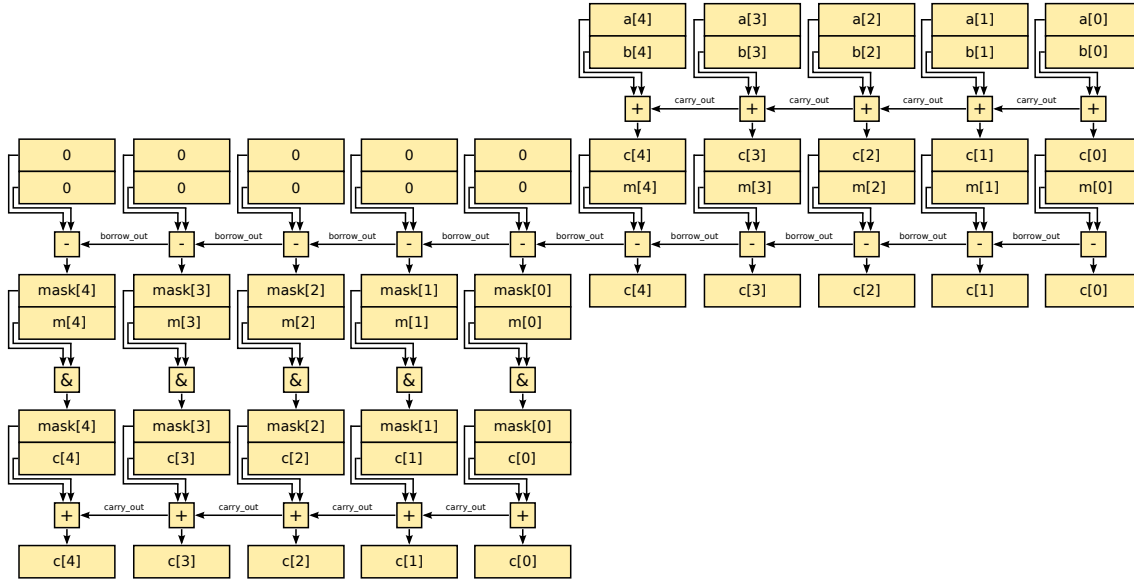 a[4] a[3] a[2] a[1] a[0]
b[4] b[3] b[2] b[1] b[0]
+ carry_out + carry_out + carry_out + carry_out +
0 0 0 0 0 c[4] c[3] c[2] c[1] c[0]
0 0 0 0 0 m[4] m[3] m[2] m[1] m[0]
- borrow_out - borrow_out - borrow_out - borrow_out - borrow_out - borrow_out - borrow_out - borrow_out - borrow_out -
mask[4] mask[3] mask[2] mask[1] mask[0] c[4] c[3] c[2] c[1] c[0]
m[4] m[3] m[2] m[1] m[0]
& & & & &
mask[4] mask[3] mask[2] mask[1] mask[0]
c[4] c[3] c[2] c[1] c[0]
+ carry_out + carry_out + carry_out + carry_out +
c[4] c[3] c[2] c[1] c[0]